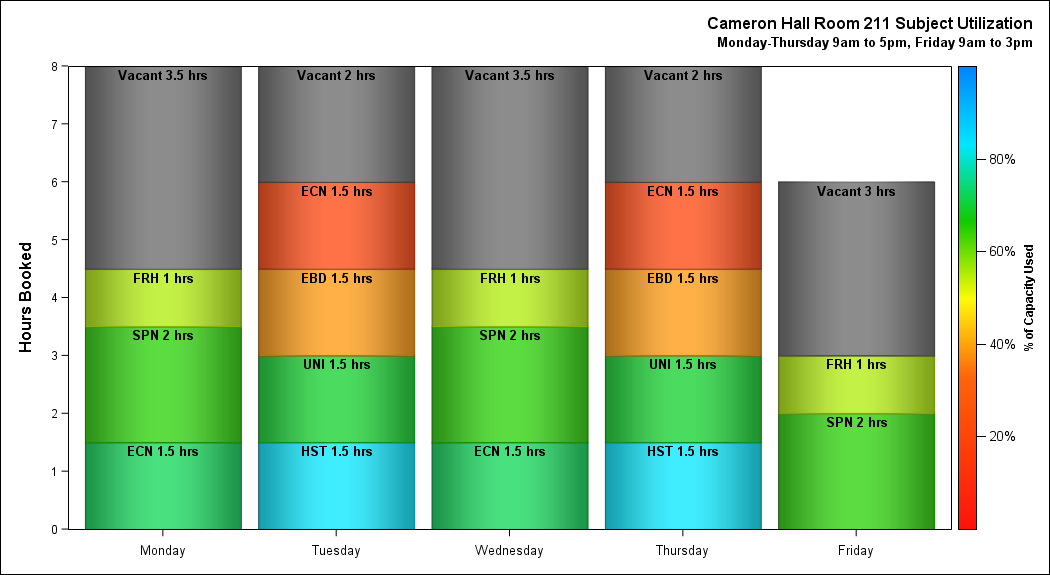 Cameron Hall Room 211 Subject Utilization
Monday-Thursday 9am to 5pm, Friday 9am to 3pm
Hours Booked
8
7
6
5
4
3
2
1
0
Vacant 3.5 hrs
FRH 1 hrs
SPN 2 hrs
ECN 1.5 hrs
Monday
Vacant 2 hrs
ECN 1.5 hrs
EBD 1.5 hrs
UNI 1.5 hrs
HST 1.5 hrs
Tuesday
Vacant 3.5 hrs
FRH 1 hrs
SPN 2 hrs
ECN 1.5 hrs
Wednesday
Vacant 2 hrs
ECN 1.5 hrs
EBD 1.5 hrs
UNI 1.5 hrs
HST 1.5 hrs
Thursday
Vacant 3 hrs
FRH 1 hrs
SPN 2 hrs
Friday
80%
60%
40%
20%
% of Capacity Used